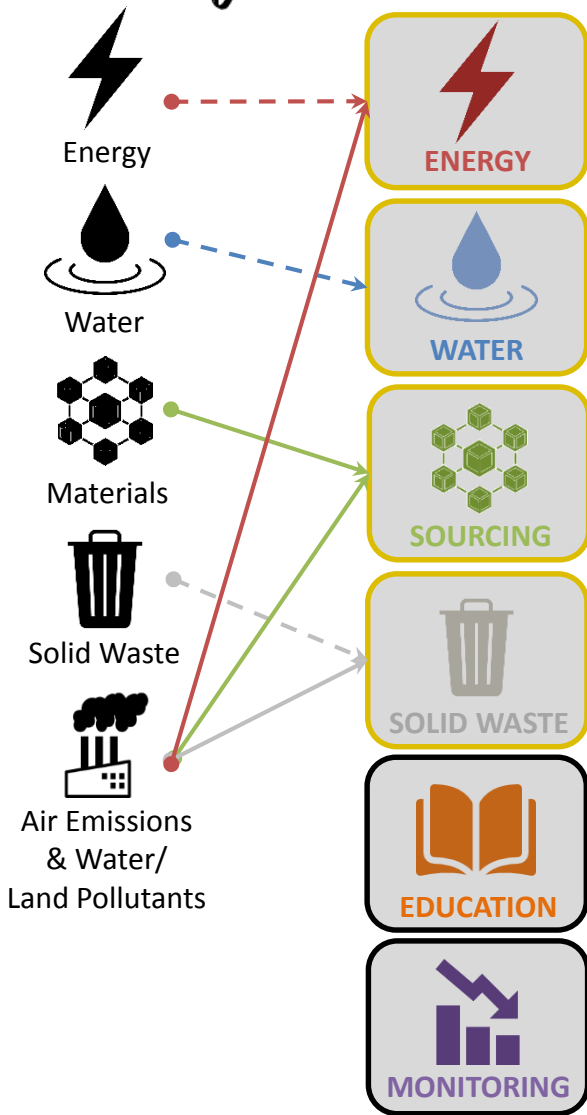 Energy
Water
Materials
Solid Waste
Air Emissions
& Water/
Land Pollutants
ENERGY
WATER
SOURCING
SOLID WASTE
EDUCATION
MONITORING